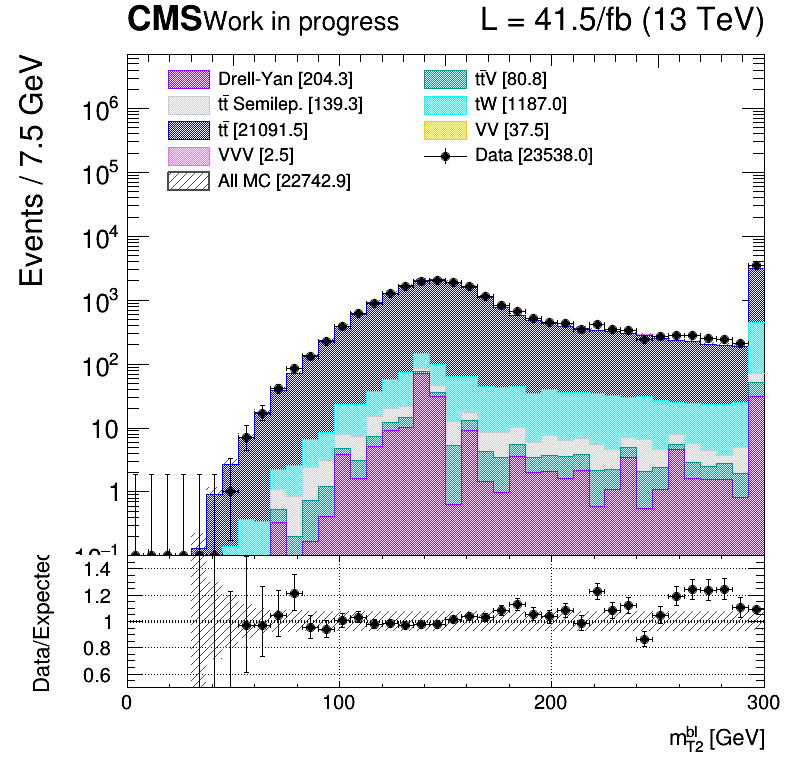 CMS Work in progress L = 41.5/fb (13 TeV)
Events / 7.5 GeV
Drell-Yan [204.3]
tt̄V [80.8]
tt̄ Semilep. [139.3]
tW [1187.0]
tt̄ [21091.5]
VV [37.5]
VVV [2.5]
Data [23538.0]
All MC [22742.9]
10⁶
10⁵
10⁴
10³
10²
10
1
10⁻¹
Data/Expected
1.4
1.2
1
0.8
0.6
0 100 200 300
m_{T2}^{bl} [GeV]